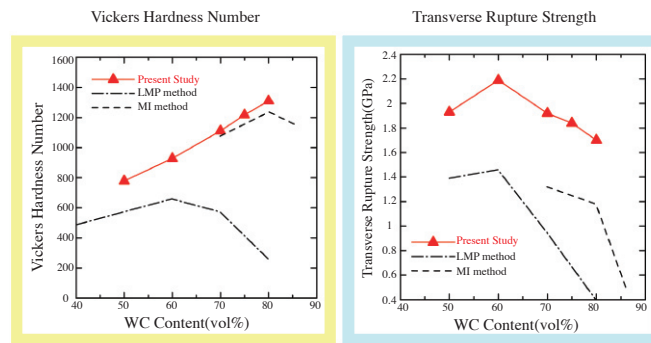 Vickers Hardness Number
Transverse Rupture Strength
1600
1400
1200
1000
800
600
400
200
0
Vickers Hardness Number
Present Study
LMP method
MI method
40
50
60
70
80
90
WC Content(vol%)
2.4
2.2
2
1.8
1.6
1.4
1.2
1
0.8
0.6
0.4
Transverse Rupture Strength(GPa)
Present Study
LMP method
MI method
40
50
60
70
80
90
WC Content(vol%)